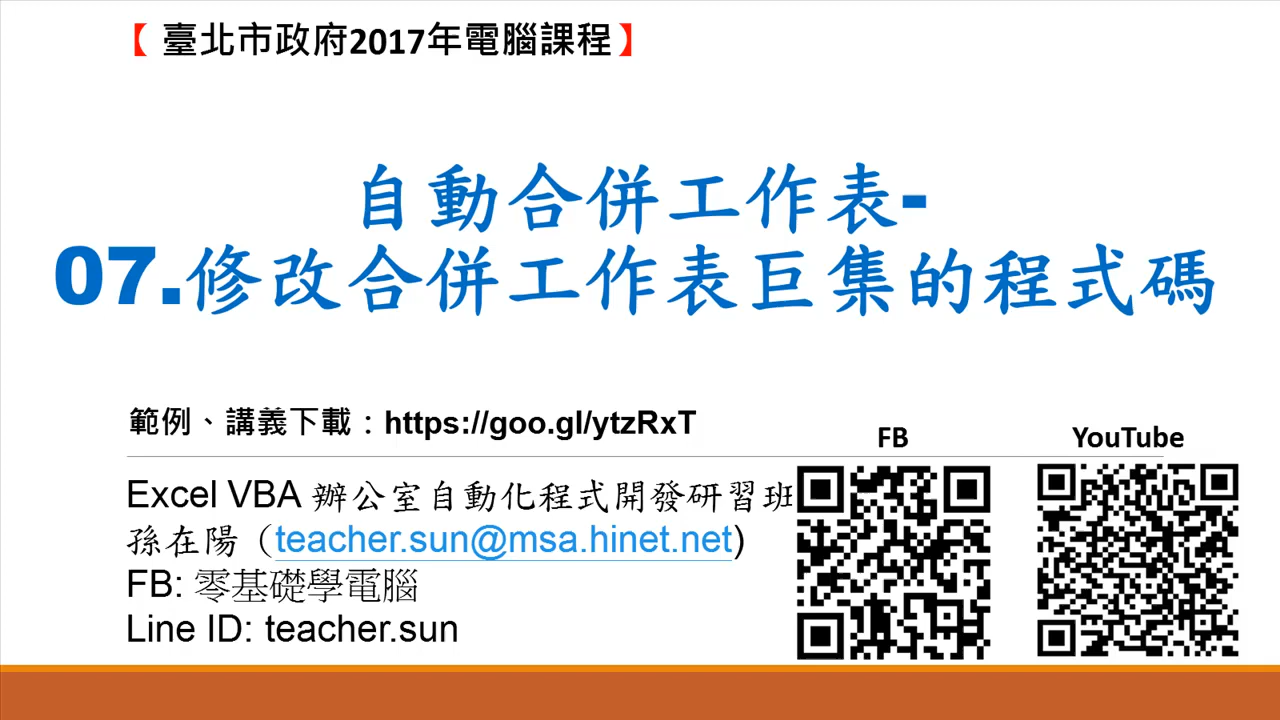 【 臺北市政府2017年電腦課程】
自動合併工作表-
07.修改合併工作表巨集的程式碼
範例、講義下載：https://goo.gl/ytzRxT
FB
YouTube
Excel VBA 辦公室自動化程式開發研習班
孫在陽（teacher.sun@msa.hinet.net)
FB: 零基礎學電腦
Line ID: teacher.sun